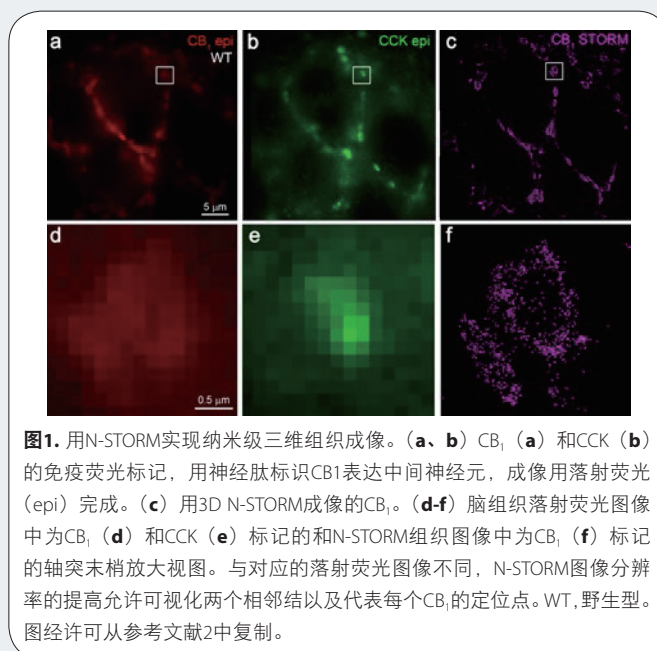 a CB₁ epi b CCK epi c CB₁ STORM
WT
5 μm
d e f
0.5 μm
图1. 用N-STORM实现纳米级三维组织成像。(a、b) CB₁ (a) 和CCK (b)
的免疫荧光标记，用神经肽标识CB1表达中间神经元，成像用落射荧光
(epi) 完成。(c) 用3D N-STORM成像的CB₁。(d-f) 脑组织落射荧光图像
中为CB₁ (d) 和CCK (e) 标记的和N-STORM组织图像中为CB₁ (f) 标记
的轴突末梢放大视图。与对应的落射荧光图像不同，N-STORM图像分辨
率的提高允许可视化两个相邻结以及代表每个CB₁的定位点。WT，野生型。
图经许可从参考文献2中复制。